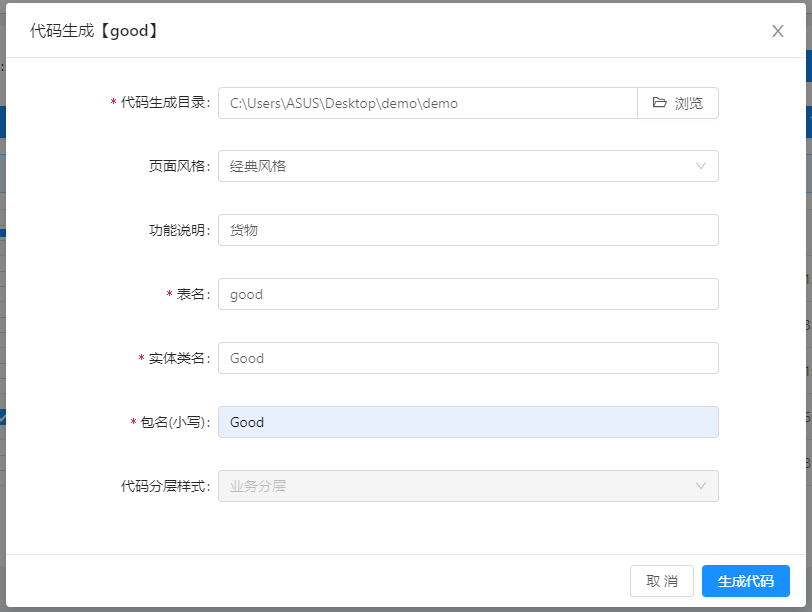 代码生成【good】
* 代码生成目录: C:\Users\ASUS\Desktop\demo\demo 浏览
页面风格: 经典风格
功能说明: 货物
* 表名: good
* 实体类名: Good
* 包名(小写): Good
代码分层样式: 业务分层
取 消 生成代码